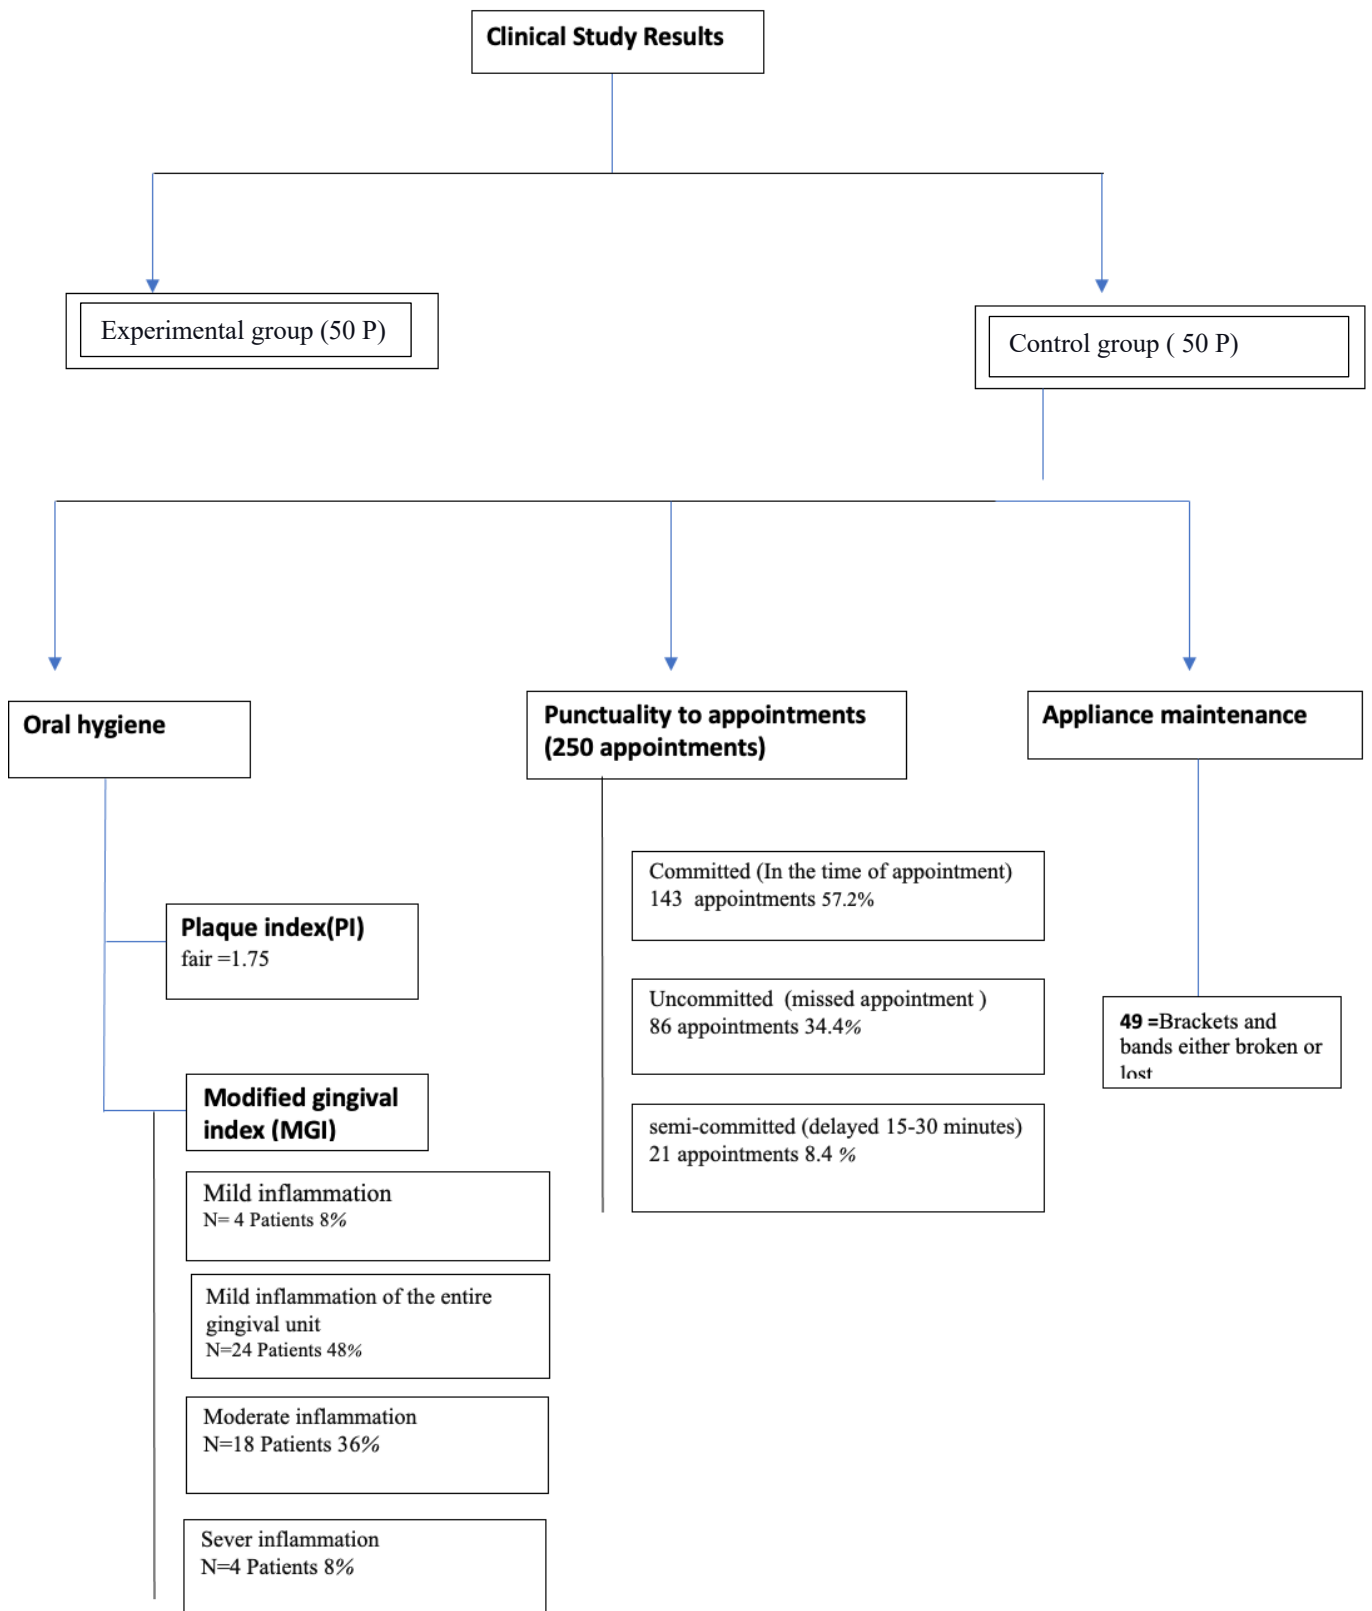 Clinical Study Results
Experimental group (50 P)
Control group ( 50 P)
Oral hygiene
Punctuality to appointments
(250 appointments)
Appliance maintenance
Plaque index(PI)
fair =1.75
Modified gingival
index (MGI)
Mild inflammation
N= 4 Patients 8%
Mild inflammation of the entire
gingival unit
N=24 Patients 48%
Moderate inflammation
N=18 Patients 36%
Sever inflammation
N=4 Patients 8%
Committed (In the time of appointment)
143 appointments 57.2%
Uncommitted (missed appointment )
86 appointments 34.4%
semi-committed (delayed 15-30 minutes)
21 appointments 8.4 %
49 =Brackets and
bands either broken or
lost